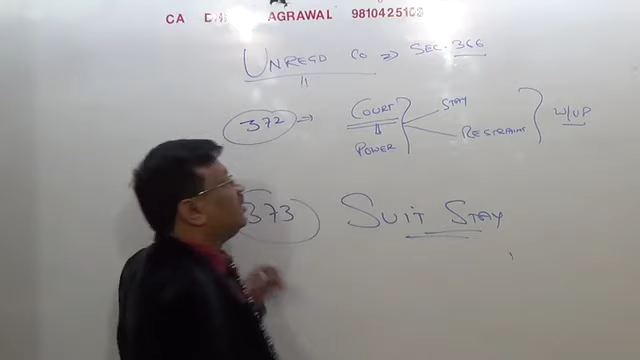 CA AGRAWAL 9810425103
UNREGD CO => SEC. 366
372 => COURT STAY
POWER RESTRAINT W/UP
373 SUIT STAY